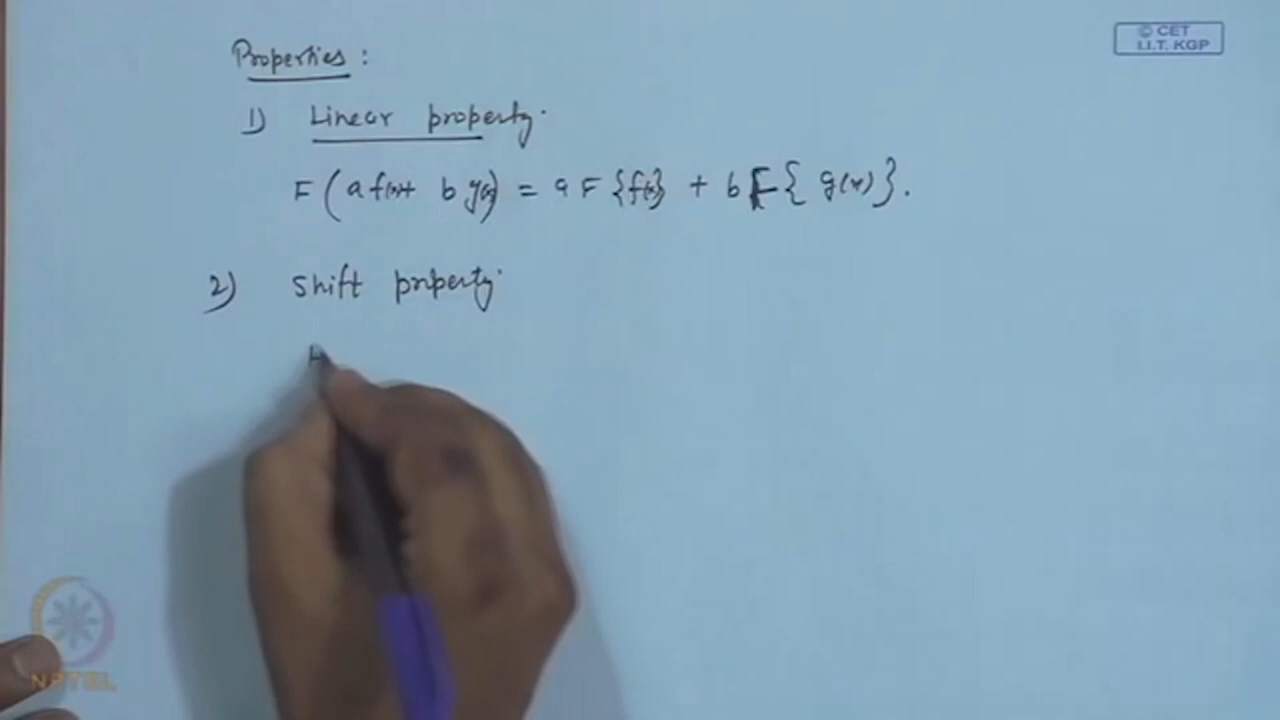 Properties :
© CET
I.I.T. KGP
1) Linear property.
F ( a f(x)+ b g(x)) = a F {f(x)} + b F{ g(x) }.
2) Shift property.
NPTEL